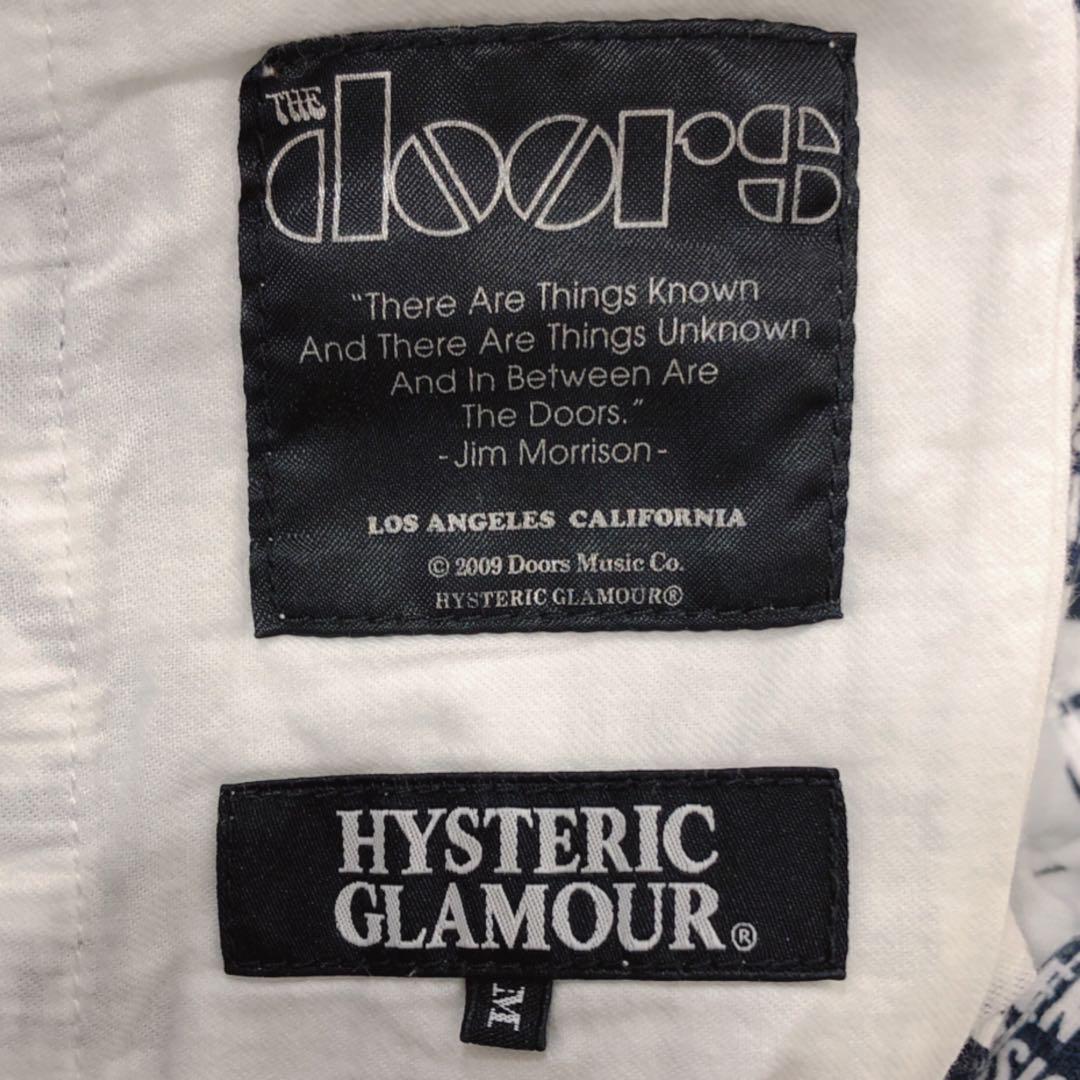 THE
doors
"There Are Things Known
And There Are Things Unknown
And In Between Are
The Doors."
-Jim Morrison-
LOS ANGELES CALIFORNIA
© 2009 Doors Music Co.
HYSTERIC GLAMOUR®
HYSTERIC
GLAMOUR®
M